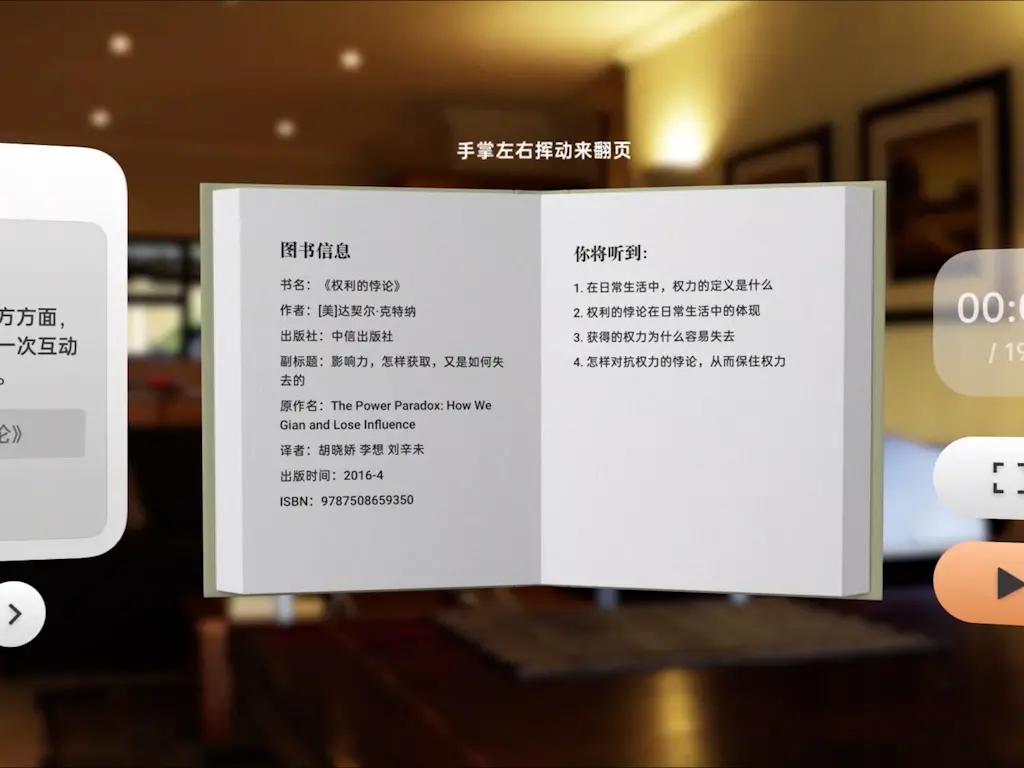 手掌左右挥动来翻页
方方面，
一次互动
。
论》
图书信息
书名：《权利的悖论》
作者：[美]达契尔·克特纳
出版社：中信出版社
副标题：影响力，怎样获取，又是如何失
去的
原作名：The Power Paradox: How We
Gian and Lose Influence
译者：胡晓娇 李想 刘辛未
出版时间：2016-4
ISBN：9787508659350
你将听到：
1. 在日常生活中，权力的定义是什么
2. 权利的悖论在日常生活中的体现
3. 获得的权力为什么容易失去
4. 怎样对抗权力的悖论，从而保住权力
00:
/ 19